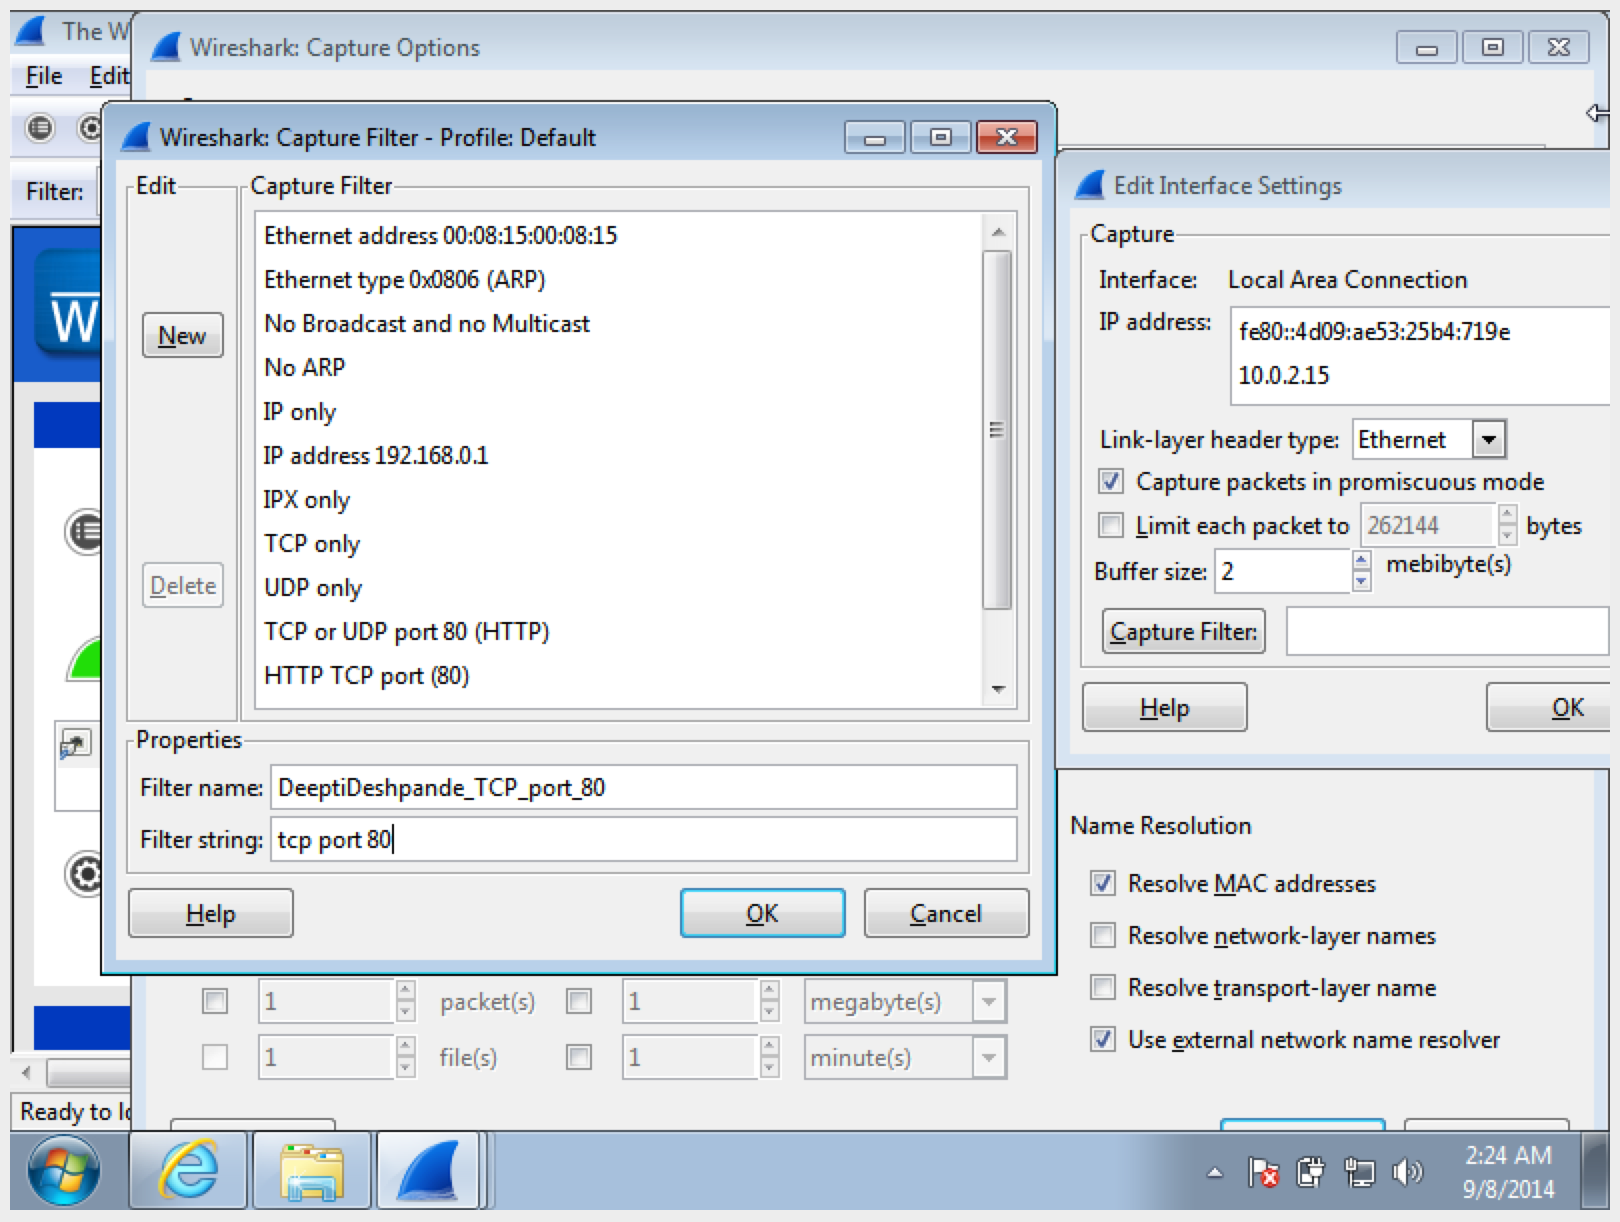 The W
Wireshark: Capture Options
File Edit
Filter:
W
Wireshark: Capture Filter - Profile: Default
Edit
New
Delete
Capture Filter
Ethernet address 00:08:15:00:08:15
Ethernet type 0x0806 (ARP)
No Broadcast and no Multicast
No ARP
IP only
IP address 192.168.0.1
IPX only
TCP only
UDP only
TCP or UDP port 80 (HTTP)
HTTP TCP port (80)
Properties
Filter name: DeeptiDeshpande_TCP_port_80
Filter string: tcp port 80
Help OK Cancel
Edit Interface Settings
Capture
Interface: Local Area Connection
IP address: fe80::4d09:ae53:25b4:719e
10.0.2.15
Link-layer header type: Ethernet
Capture packets in promiscuous mode
Limit each packet to 262144 bytes
Buffer size: 2 mebibyte(s)
Capture Filter:
Help OK
Name Resolution
Resolve MAC addresses
Resolve network-layer names
Resolve transport-layer name
Use external network name resolver
1 packet(s) 1 megabyte(s)
1 file(s) 1 minute(s)
Ready to lo
2:24 AM
9/8/2014